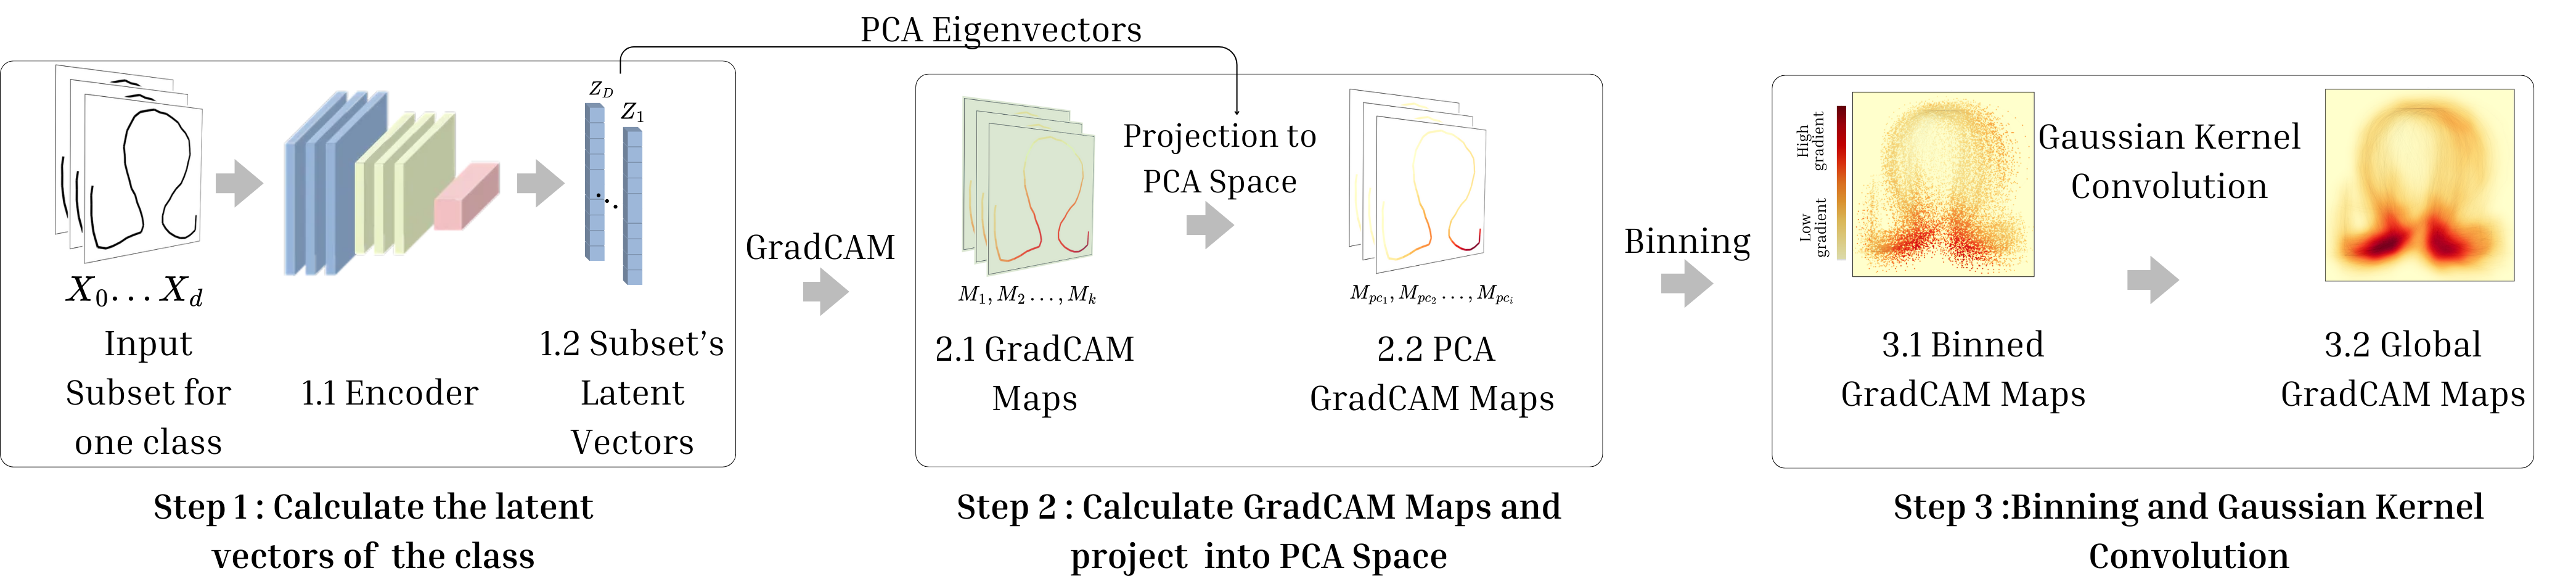 PCA Eigenvectors
Z_D
Z_1
X_0 ... X_d
Input
Subset for
one class
1.1 Encoder
1.2 Subset's
Latent
Vectors
Step 1 : Calculate the latent
vectors of the class
GradCAM
Projection to
PCA Space
M_1, M_2 ..., M_k
2.1 GradCAM
Maps
M_{pc_1}, M_{pc_2} ..., M_{pc_i}
2.2 PCA
GradCAM Maps
Step 2 : Calculate GradCAM Maps and
project into PCA Space
Binning
High
gradient
Low
gradient
Gaussian Kernel
Convolution
3.1 Binned
GradCAM Maps
3.2 Global
GradCAM Maps
Step 3 :Binning and Gaussian Kernel
Convolution